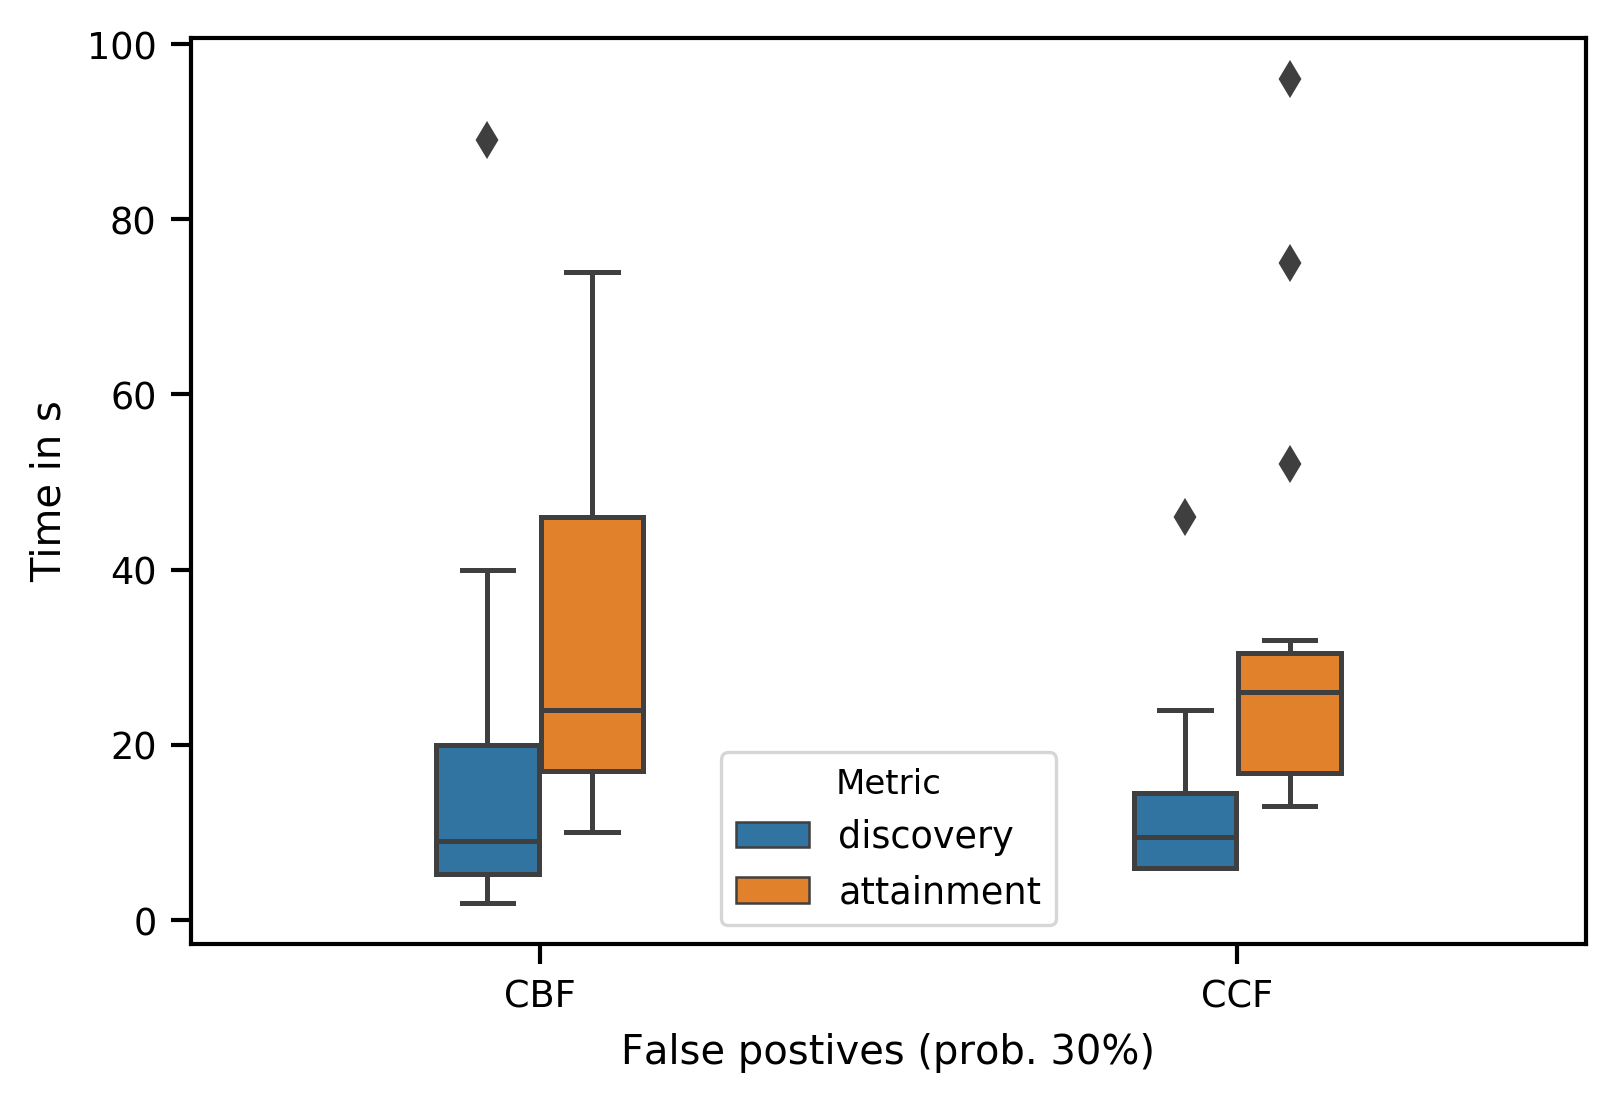 100
80
60
40
20
0
Time in s
Metric
discovery
attainment
CBF
CCF
False postives (prob. 30%)